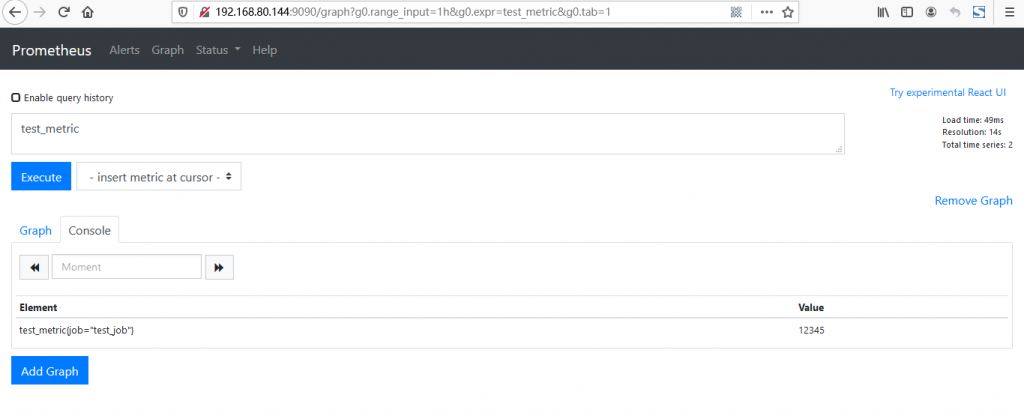 192.168.80.144:9090/graph?g0.range_input=1h&g0.expr=test_metric&g0.tab=1
Prometheus Alerts Graph Status Help
Enable query history
Try experimental React UI
test_metric
Load time: 49ms
Resolution: 14s
Total time series: 2
Execute - insert metric at cursor -
Remove Graph
Graph Console
Moment
Element Value
test_metric{job="test_job"} 12345
Add Graph